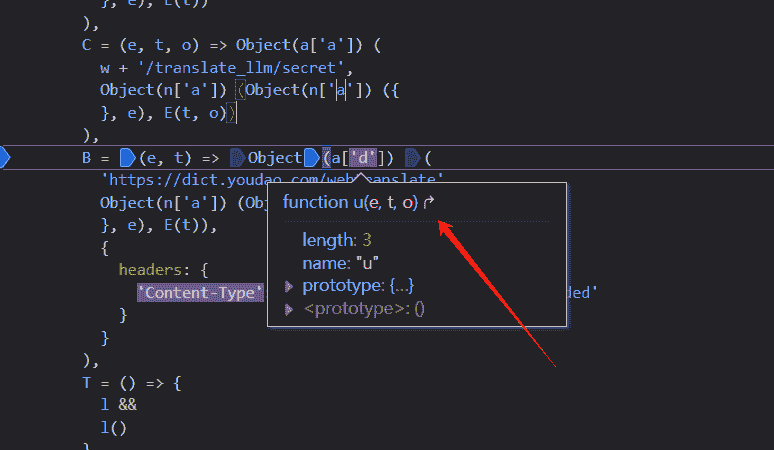 }, e), E(t))
),
C = (e, t, o) => Object(a['a']) (
w + '/translate_llm/secret',
Object(n['a']) (Object(n['a']) ({
}, e), E(t, o))
),
B = (e, t) => Object (a['d']) (
'https://dict.youdao.com/webtranslate'
Object(n['a']) (Obj
}, e), E(t)),
{
headers: {
'Content-Type'
ded'
}
}
),
T = () => {
l &&
l()
}
function u(e, t, o)
length: 3
name: "u"
prototype: {…}
<prototype>: ()